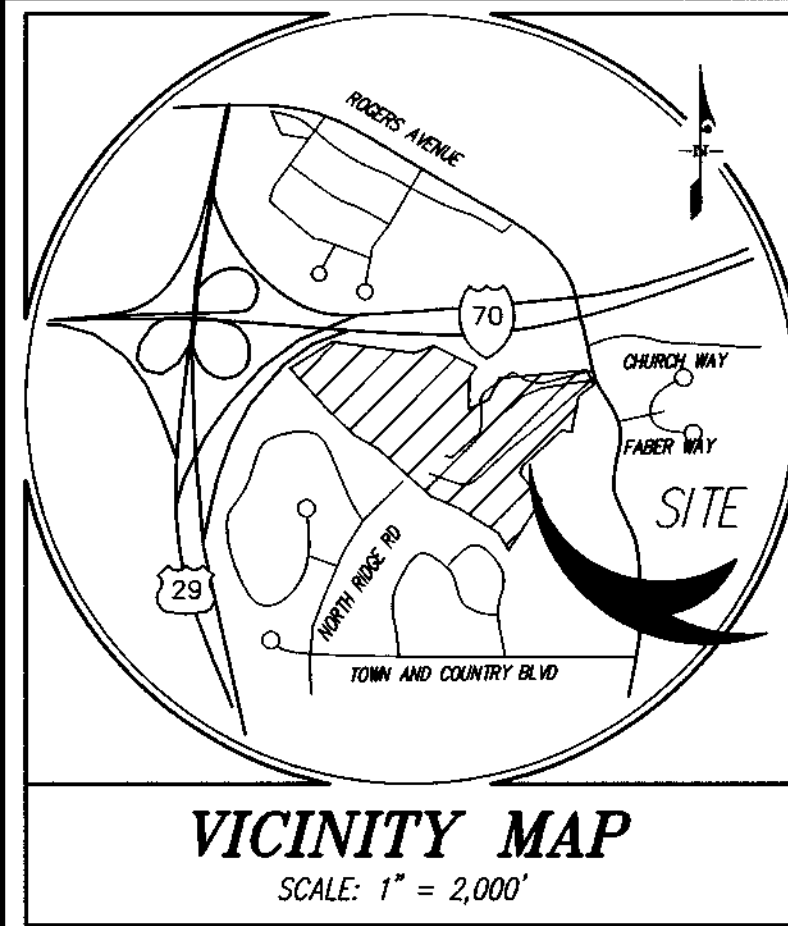 ROGERS AVENUE
N
70
CHURCH WAY
FABER WAY
SITE
29
NORTH RIDGE RD
TOWN AND COUNTRY BLVD
VICINITY MAP
SCALE: 1" = 2,000'